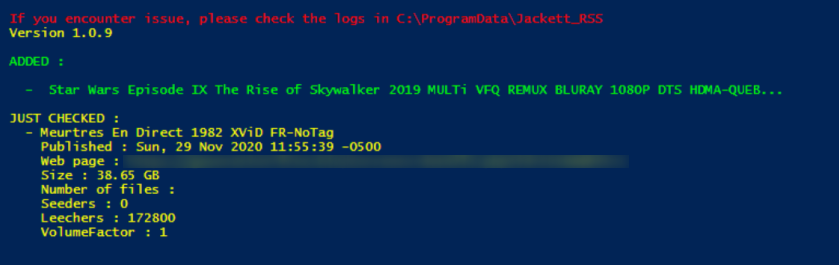 If you encounter issue, please check the logs in C:\ProgramData\Jackett_RSS
Version 1.0.9
ADDED :
- Star Wars Episode IX The Rise of Skywalker 2019 MULTi VFQ REMUX BLURAY 1080P DTS HDMA-QUEB...
JUST CHECKED :
- Meurtres En Direct 1982 XViD FR-NoTag
Published : Sun, 29 Nov 2020 11:55:39 -0500
Web page :
Size : 38.65 GB
Number of files :
Seeders : 0
Leechers : 172800
VolumeFactor : 1